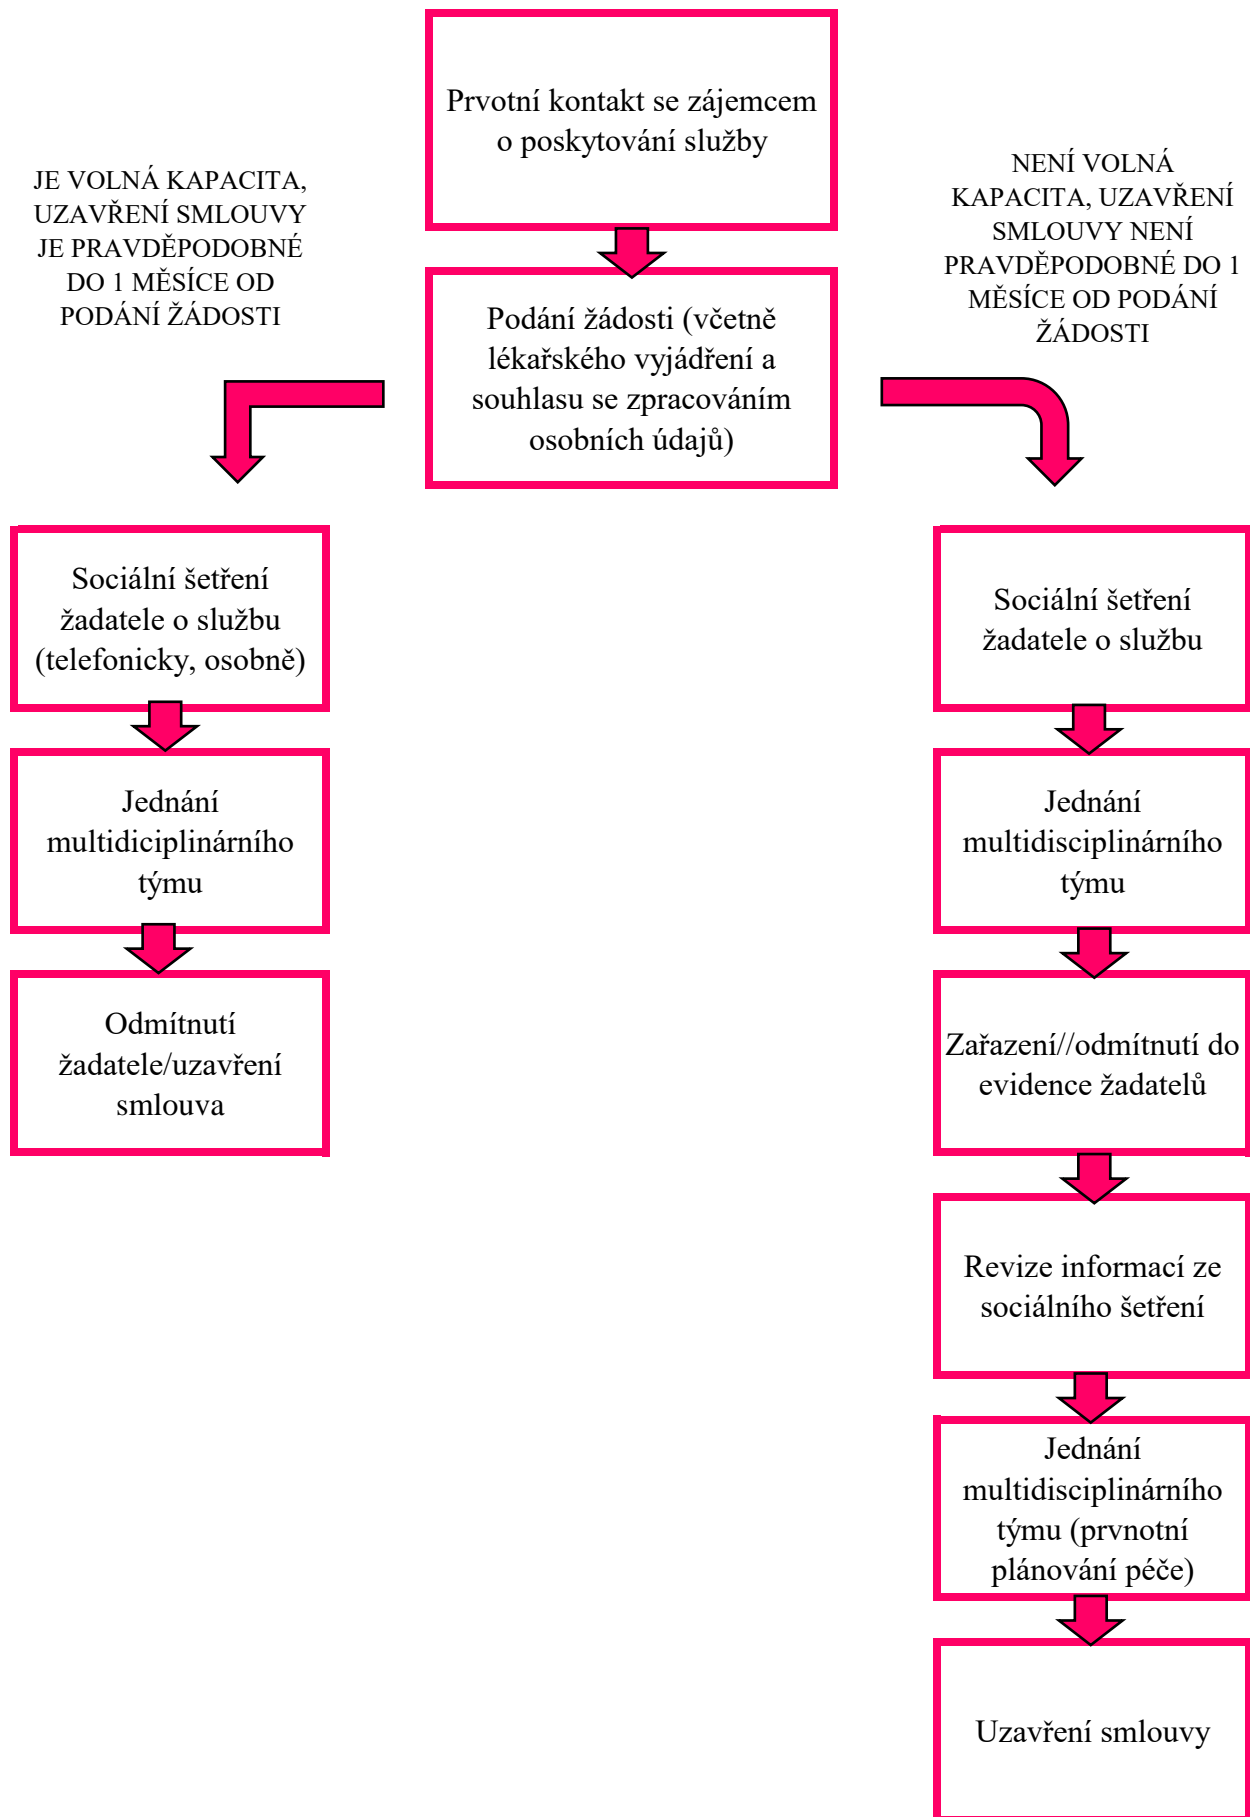 Prvotní kontakt se zájemcem
o poskytování služby
JE VOLNÁ KAPACITA,
UZAVŘENÍ SMLOUVY
JE PRAVDĚPODOBNÉ
DO 1 MĚSÍCE OD
PODÁNÍ ŽÁDOSTI
NENÍ VOLNÁ
KAPACITA, UZAVŘENÍ
SMLOUVY NENÍ
PRAVDĚPODOBNÉ DO 1
MĚSÍCE OD PODÁNÍ
ŽÁDOSTI
Podání žádosti (včetně
lékařského vyjádření a
souhlasu se zpracováním
osobních údajů)
Sociální šetření
žadatele o službu
(telefonicky, osobně)
Jednání
multidiciplinárního
týmu
Odmítnutí
žadatele/uzavření
smlouva
Sociální šetření
žadatele o službu
Jednání
multidisciplinárního
týmu
Zařazení//odmítnutí do
evidence žadatelů
Revize informací ze
sociálního šetření
Jednání
multidisciplinárního
týmu (prvnotní
plánování péče)
Uzavření smlouvy